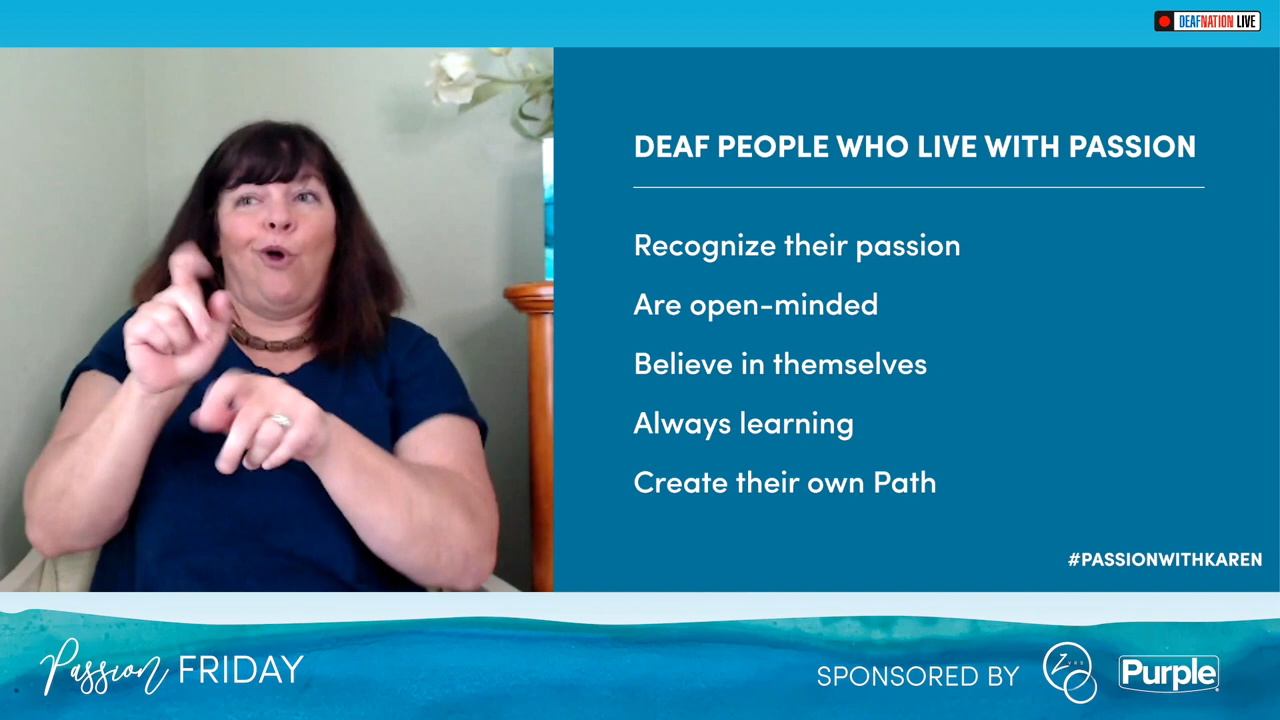 DEAFNATION LIVE
DEAF PEOPLE WHO LIVE WITH PASSION
Recognize their passion
Are open-minded
Believe in themselves
Always learning
Create their own Path
#PASSIONWITHKAREN
Passion FRIDAY
SPONSORED BY ZVRS Purple